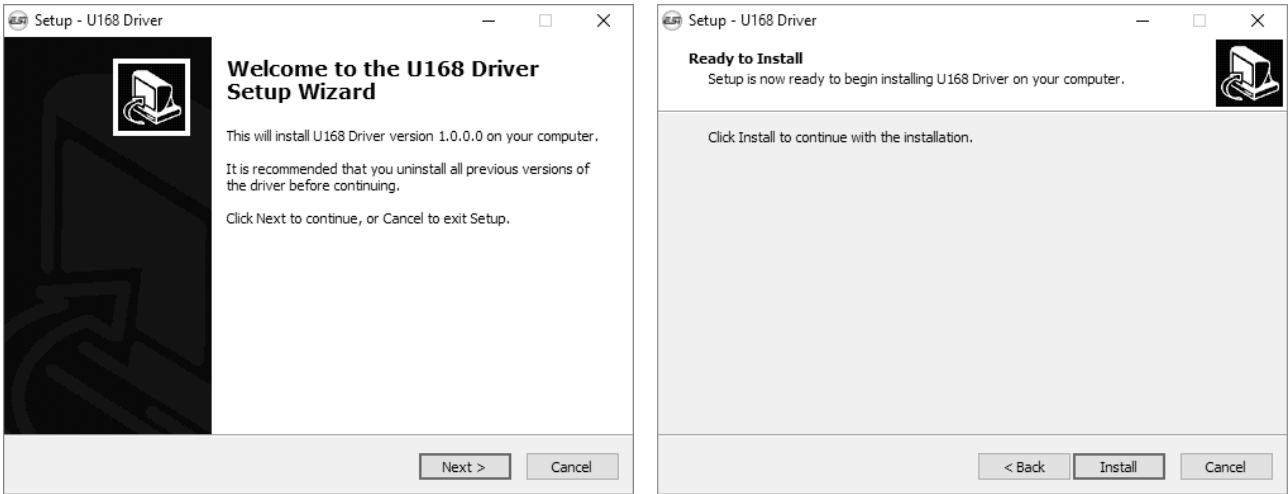 ESI Setup - U168 Driver
Welcome to the U168 Driver
Setup Wizard
This will install U168 Driver version 1.0.0.0 on your computer.
It is recommended that you uninstall all previous versions of
the driver before continuing.
Click Next to continue, or Cancel to exit Setup.
Next >
Cancel
ESI Setup - U168 Driver
Ready to Install
Setup is now ready to begin installing U168 Driver on your computer.
Click Install to continue with the installation.
< Back
Install
Cancel